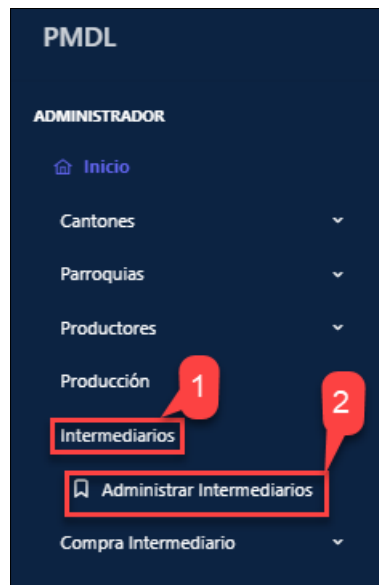 PMDL
ADMINISTRADOR
Inicio
Cantones
Parroquias
Productores
Producción
1
2
Intermediarios
Administrar Intermediarios
Compra Intermediario